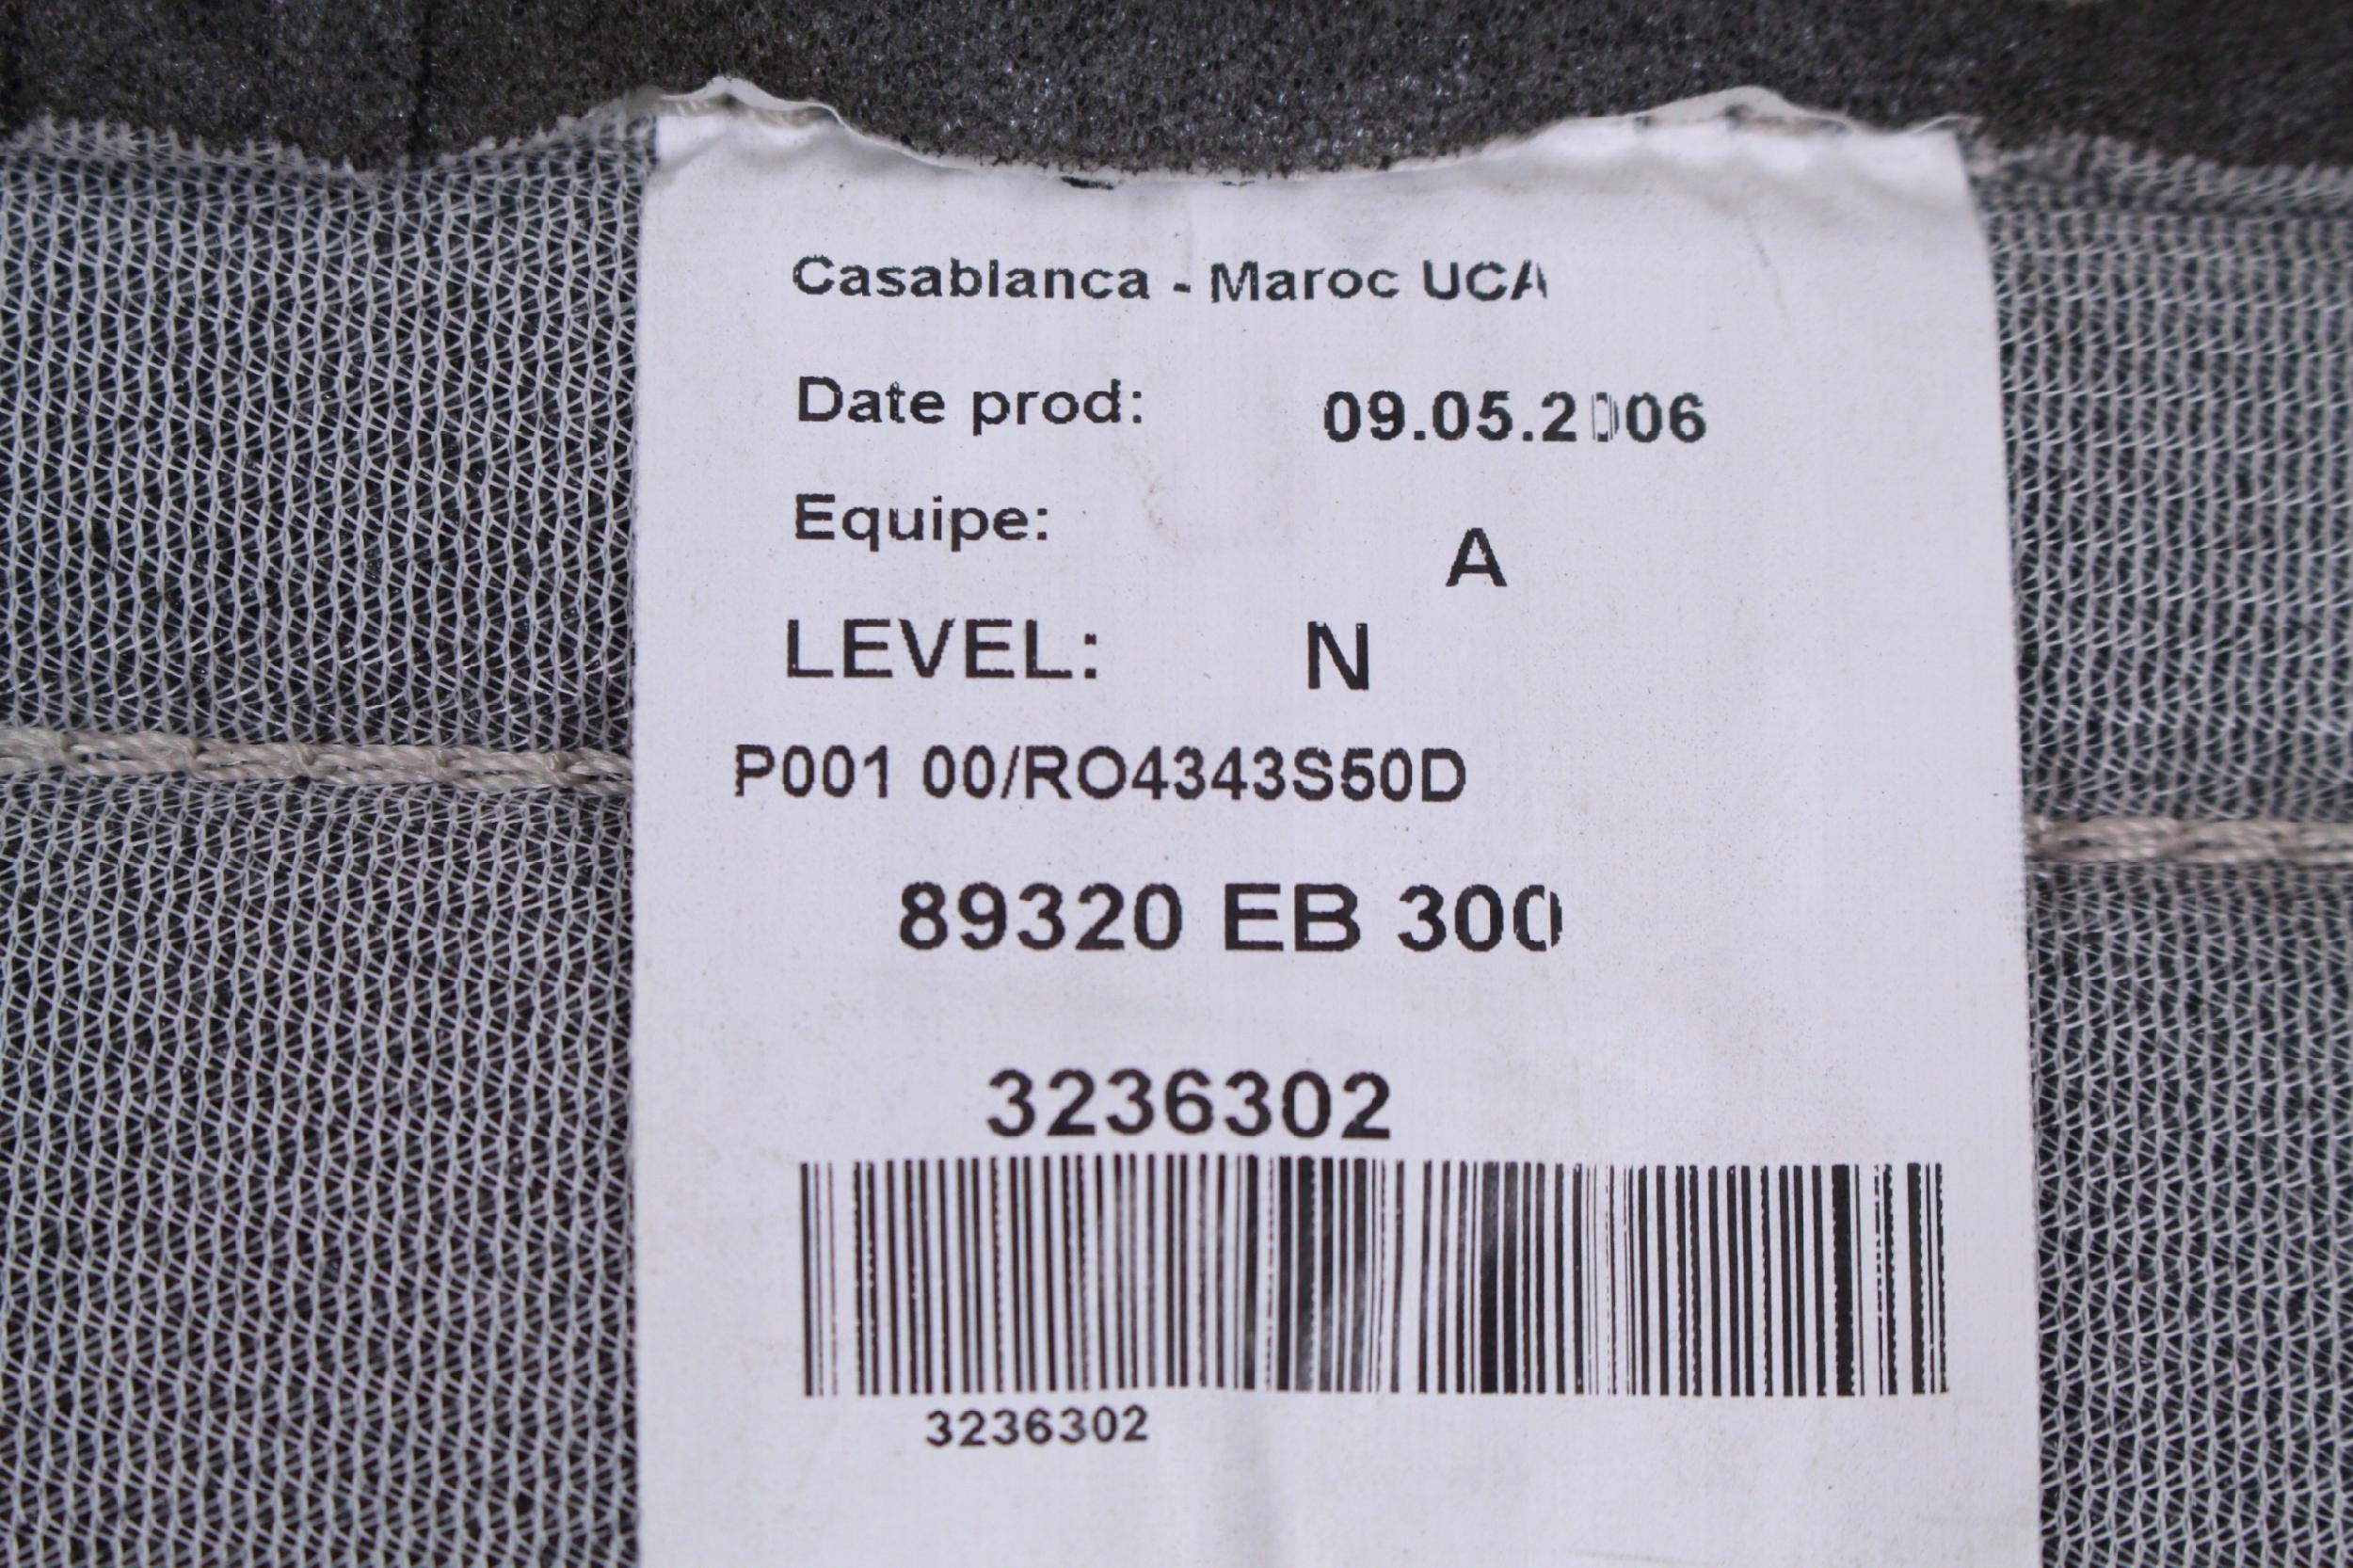 Casablanca - Maroc UCA
Date prod: 09.05.2006
Equipe: A
LEVEL: N
P001 00/RO4343S50D
89320 EB 300
3236302
3236302